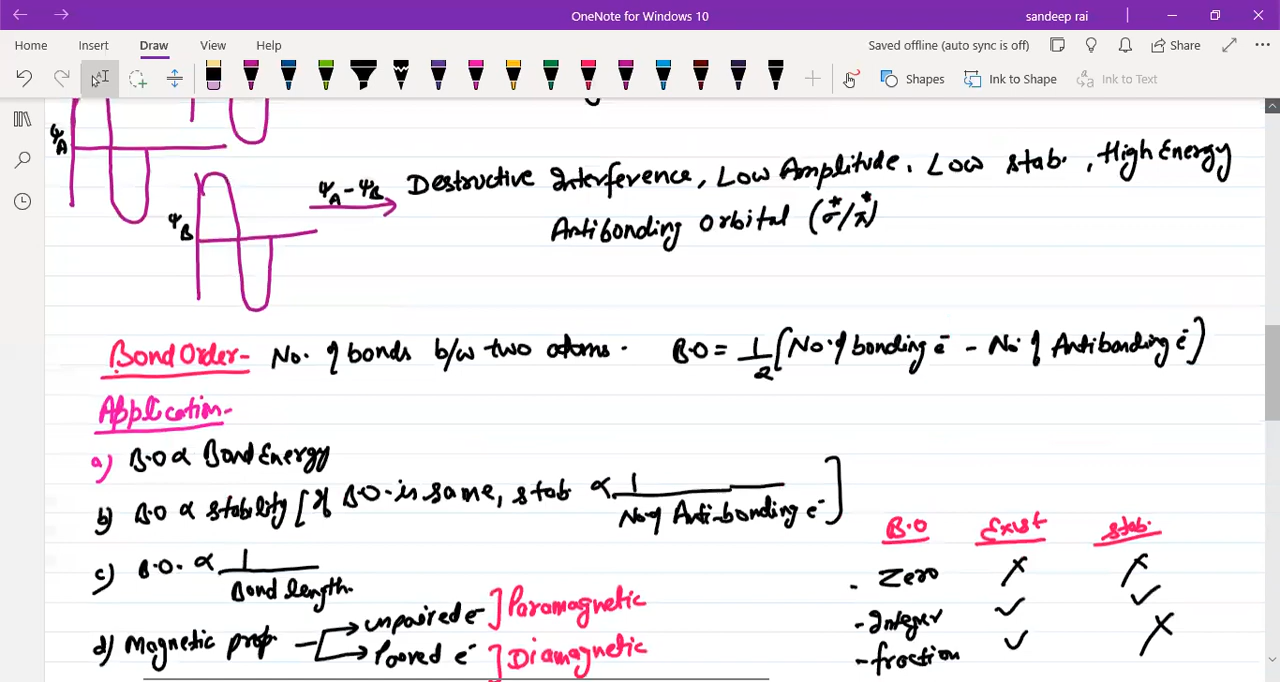 OneNote for Windows 10
sandeep rai
Home Insert Draw View Help
Saved offline (auto sync is off)
Share
Shapes
Ink to Shape
Ink to Text
ψA
ψB
ψA - ψB
Destructive Interference, Low Amplitude, Low stab., High Energy
Antibonding Orbital (σ*/π*)
Bond Order- No. of bonds b/w two atoms. B.O = 1/2 [No. of bonding e⁻ - No. of Antibonding e⁻]
Application-
a) B.O ∝ Bond Energy
b) B.O ∝ stability [If B.O. is same, stab ∝ 1/No. of Anti-bonding e⁻]
c) B.O. ∝ 1/Bond length.
d) Magnetic prop. → unpaired e⁻ ] Paramagnetic
→ Paired e⁻ ] Diamagnetic
B.O Exist Stab.
- Zero ✗ ✗
- Integer ✓ ✓
- fraction ✓ ✗